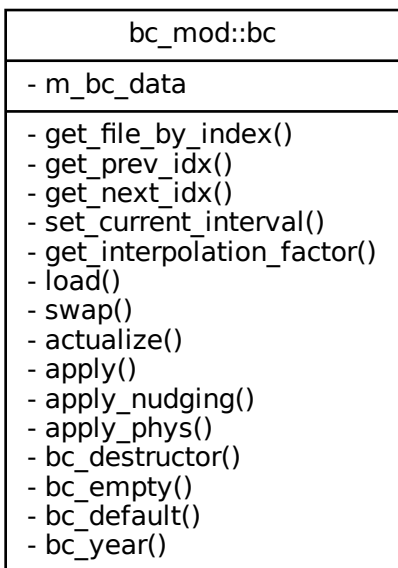 bc_mod::bc
- m_bc_data
- get_file_by_index()
- get_prev_idx()
- get_next_idx()
- set_current_interval()
- get_interpolation_factor()
- load()
- swap()
- actualize()
- apply()
- apply_nudging()
- apply_phys()
- bc_destructor()
- bc_empty()
- bc_default()
- bc_year()